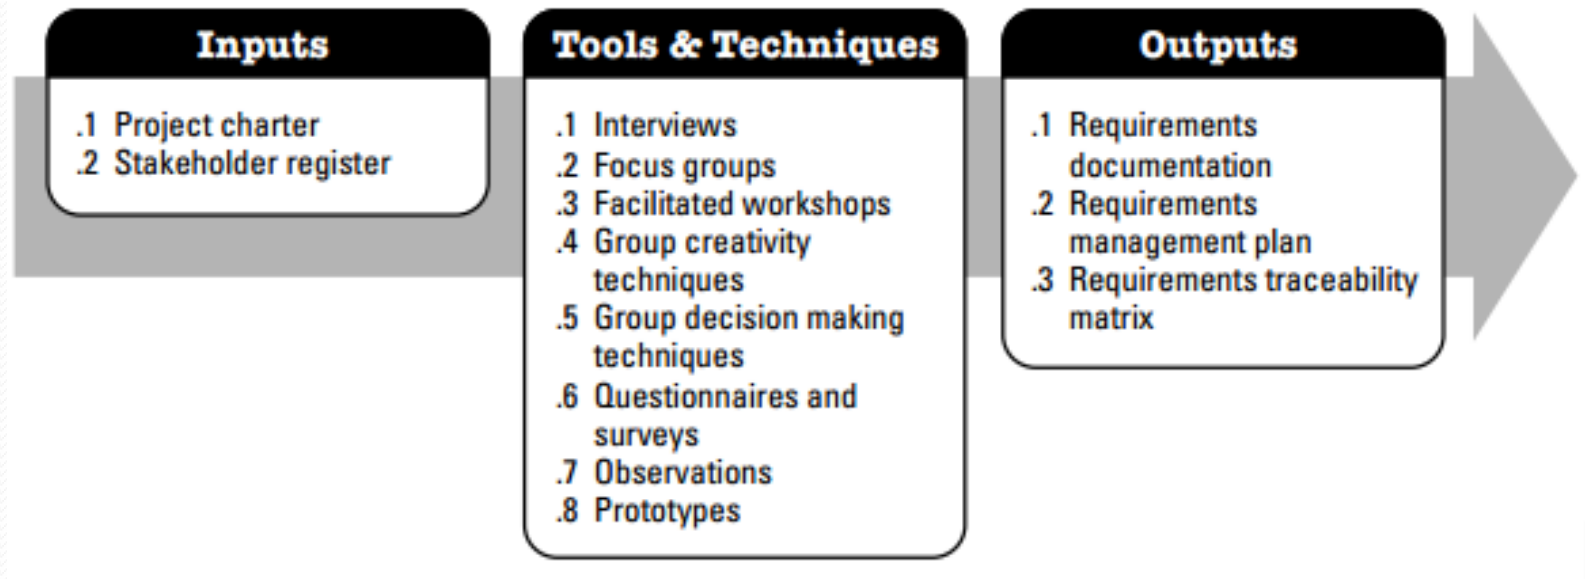 Inputs
.1 Project charter
.2 Stakeholder register
Tools & Techniques
.1 Interviews
.2 Focus groups
.3 Facilitated workshops
.4 Group creativity
techniques
.5 Group decision making
techniques
.6 Questionnaires and
surveys
.7 Observations
.8 Prototypes
Outputs
.1 Requirements
documentation
.2 Requirements
management plan
.3 Requirements traceability
matrix